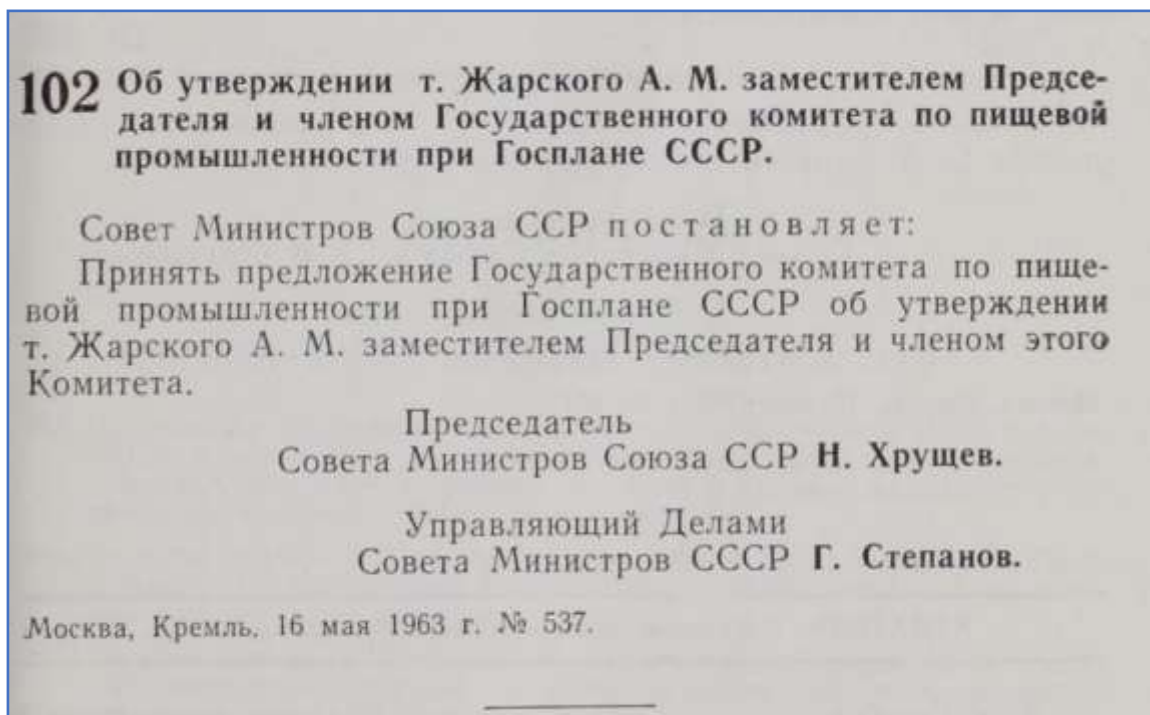 102 Об утверждении т. Жарского А. М. заместителем Предсе-
дателя и членом Государственного комитета по пищевой
промышленности при Госплане СССР.
Совет Министров Союза ССР постановляет:
Принять предложение Государственного комитета по пище-
вой промышленности при Госплане СССР об утверждении
т. Жарского А. М. заместителем Председателя и членом этого
Комитета.
Председатель
Совета Министров Союза ССР Н. Хрущев.
Управляющий Делами
Совета Министров СССР Г. Степанов.
Москва, Кремль, 16 мая 1963 г. № 537.